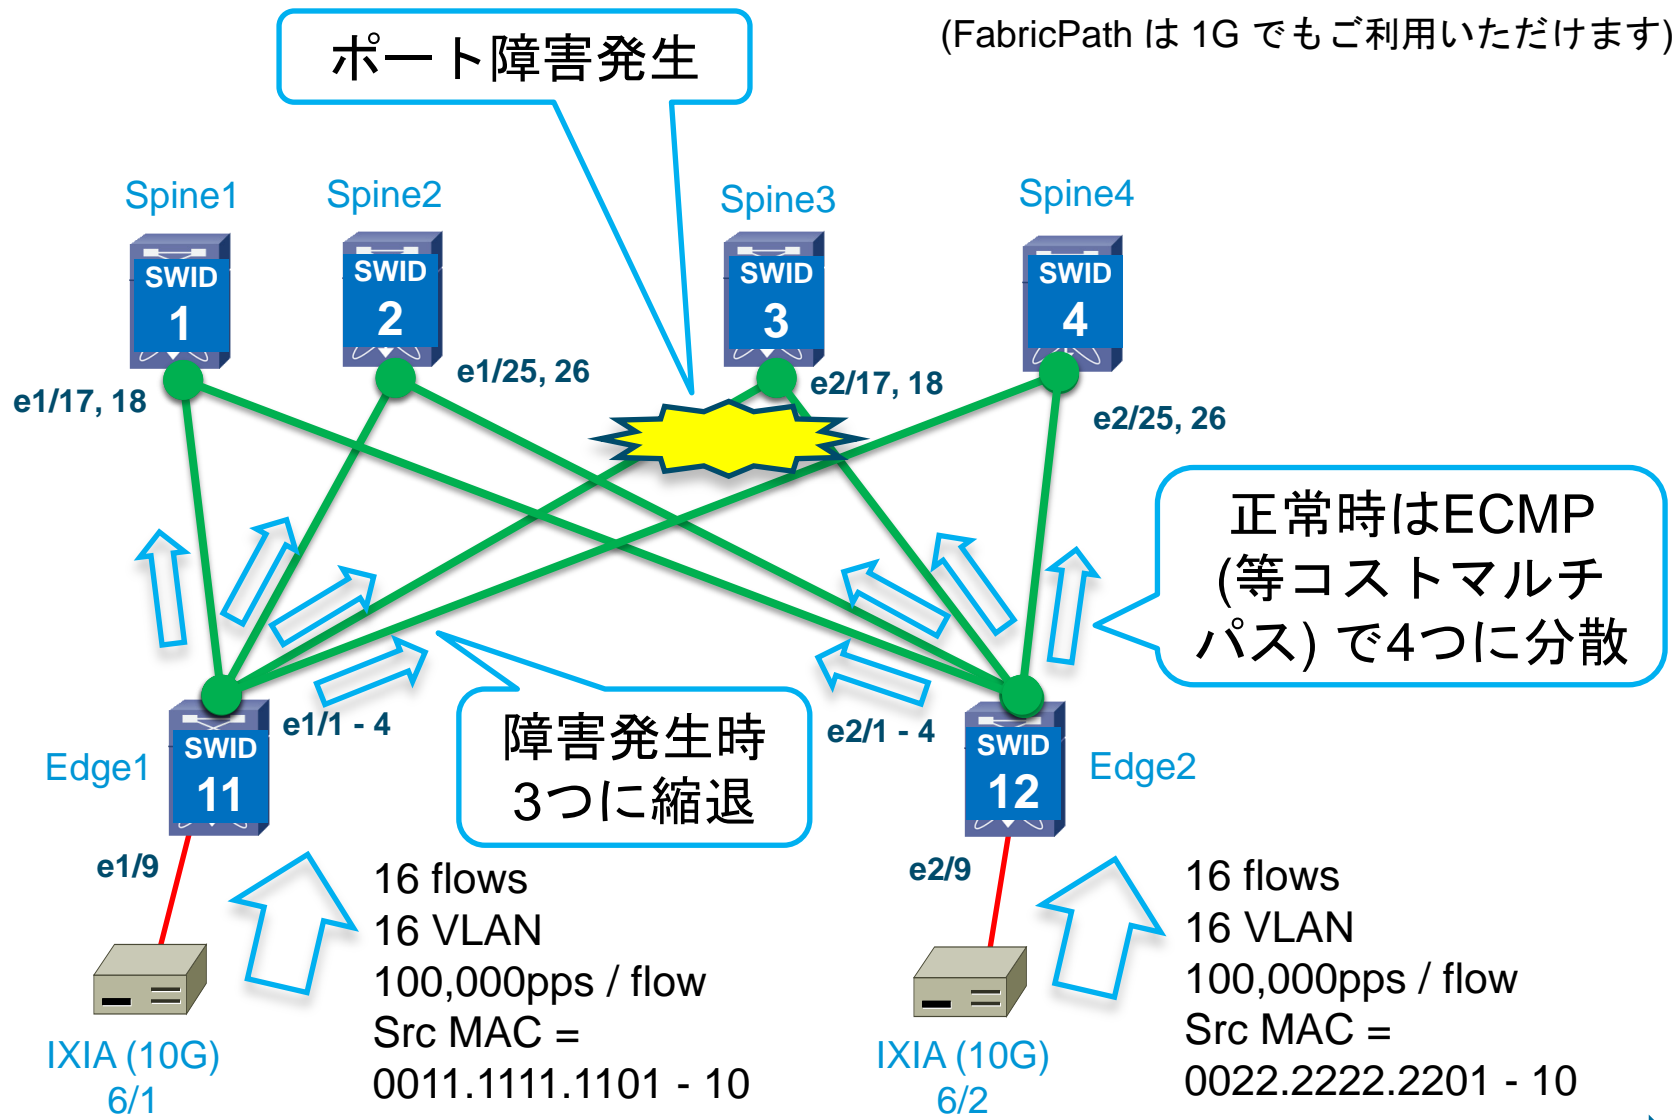 (FabricPath は 1G でもご利用いただけます)
ポート障害発生
Spine1
Spine2
Spine3
Spine4
SWID
1
SWID
2
SWID
3
SWID
4
e1/17, 18
e1/25, 26
e2/17, 18
e2/25, 26
正常時はECMP
(等コストマルチ
パス) で4つに分散
障害発生時
3つに縮退
e1/1 - 4
e2/1 - 4
Edge1
SWID
11
SWID
12
Edge2
e1/9
e2/9
16 flows
16 VLAN
100,000pps / flow
Src MAC =
0011.1111.1101 - 10
16 flows
16 VLAN
100,000pps / flow
Src MAC =
0022.2222.2201 - 10
IXIA (10G)
6/1
IXIA (10G)
6/2